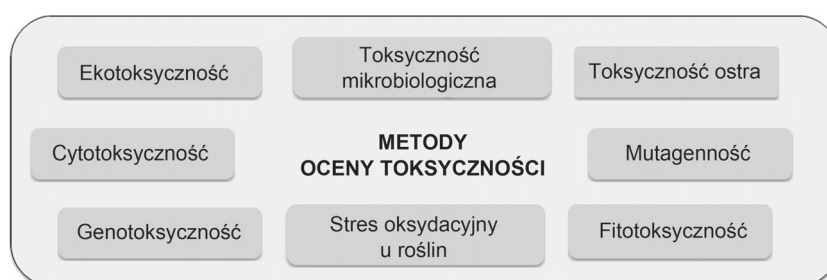 Ekotoksyczność
Toksyczność
mikrobiologiczna
Toksyczność ostra
Cytotoksyczność
METODY
OCENY TOKSYCZNOŚCI
Mutagenność
Genotoksyczność
Stres oksydacyjny
u roślin
Fitotoksyczność